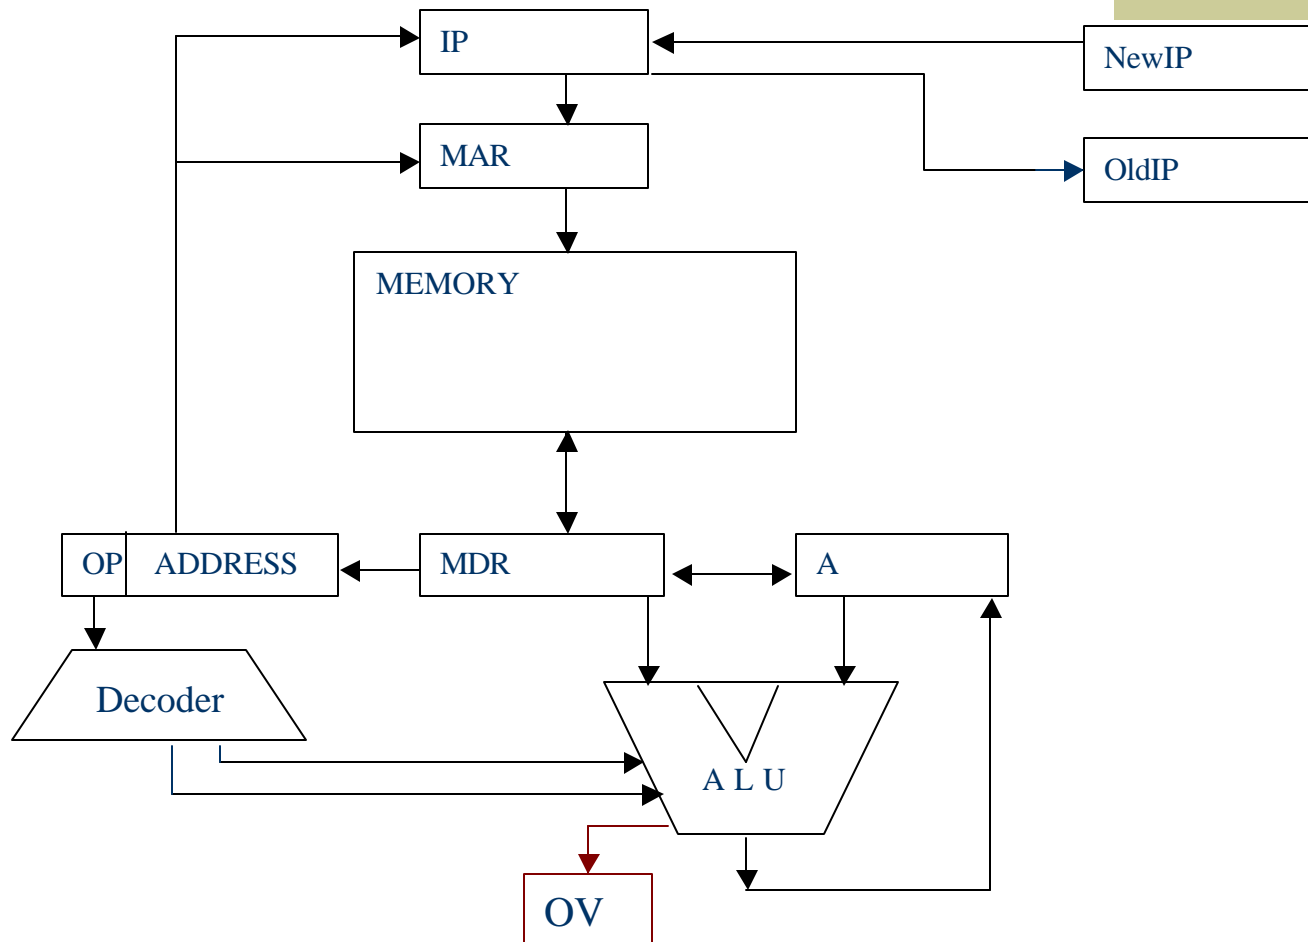 IP
NewIP
MAR
OldIP
MEMORY
OP ADDRESS
MDR
A
Decoder
A L U
OV